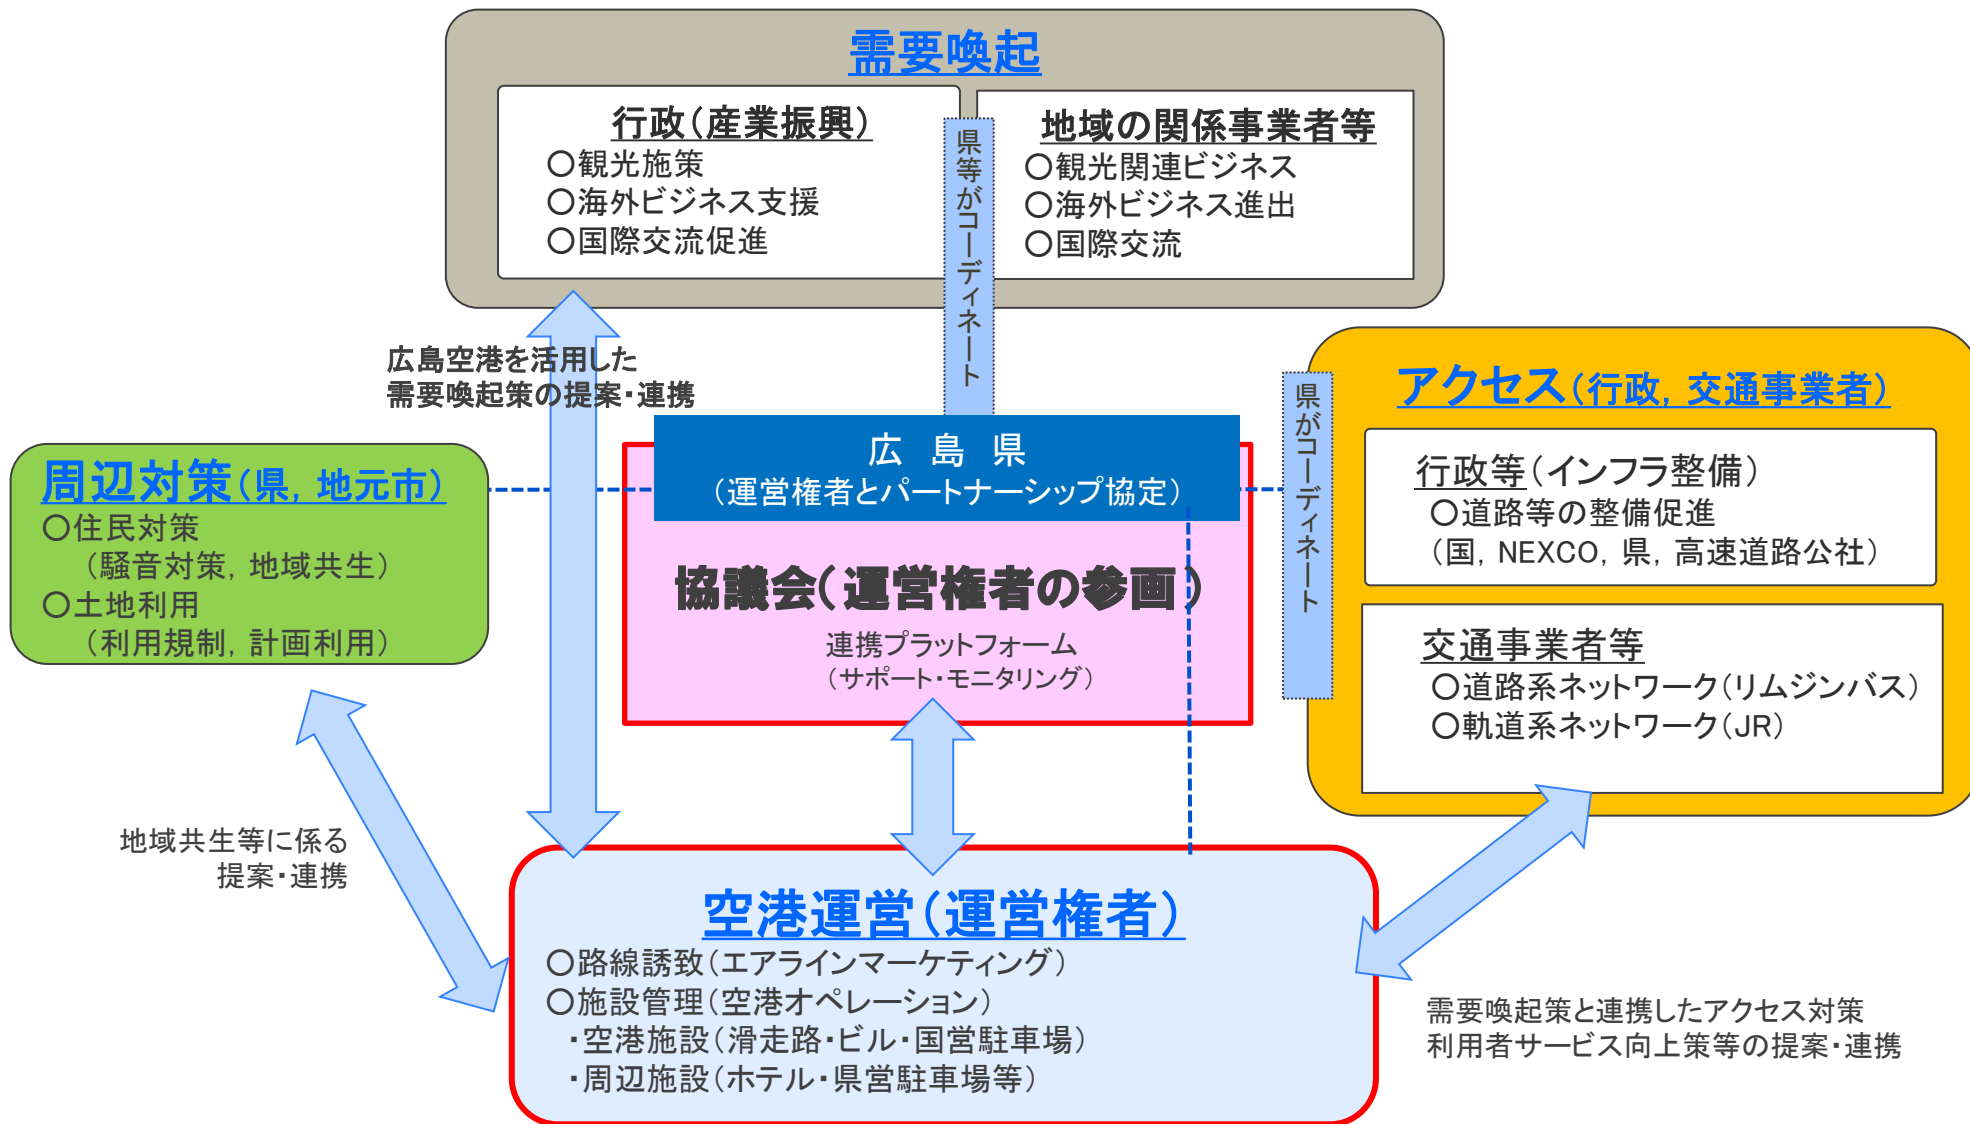 需要喚起
行政（産業振興）
○観光施策
○海外ビジネス支援
○国際交流促進
県等がコーディネート
地域の関係事業者等
○観光関連ビジネス
○海外ビジネス進出
○国際交流
広島空港を活用した
需要喚起策の提案・連携
アクセス（行政，交通事業者）
行政等（インフラ整備）
○道路等の整備促進
（国，NEXCO，県，高速道路公社）
交通事業者等
○道路系ネットワーク（リムジンバス）
○軌道系ネットワーク（JR）
県がコーディネート
周辺対策（県，地元市）
○住民対策
（騒音対策，地域共生）
○土地利用
（利用規制，計画利用）
広　島　県
（運営権者とパートナーシップ協定）
協議会（運営権者の参画）
連携プラットフォーム
（サポート・モニタリング）
地域共生等に係る
提案・連携
空港運営（運営権者）
○路線誘致（エアラインマーケティング）
○施設管理（空港オペレーション）
・空港施設（滑走路・ビル・国営駐車場）
・周辺施設（ホテル・県営駐車場等）
需要喚起策と連携したアクセス対策
利用者サービス向上策等の提案・連携